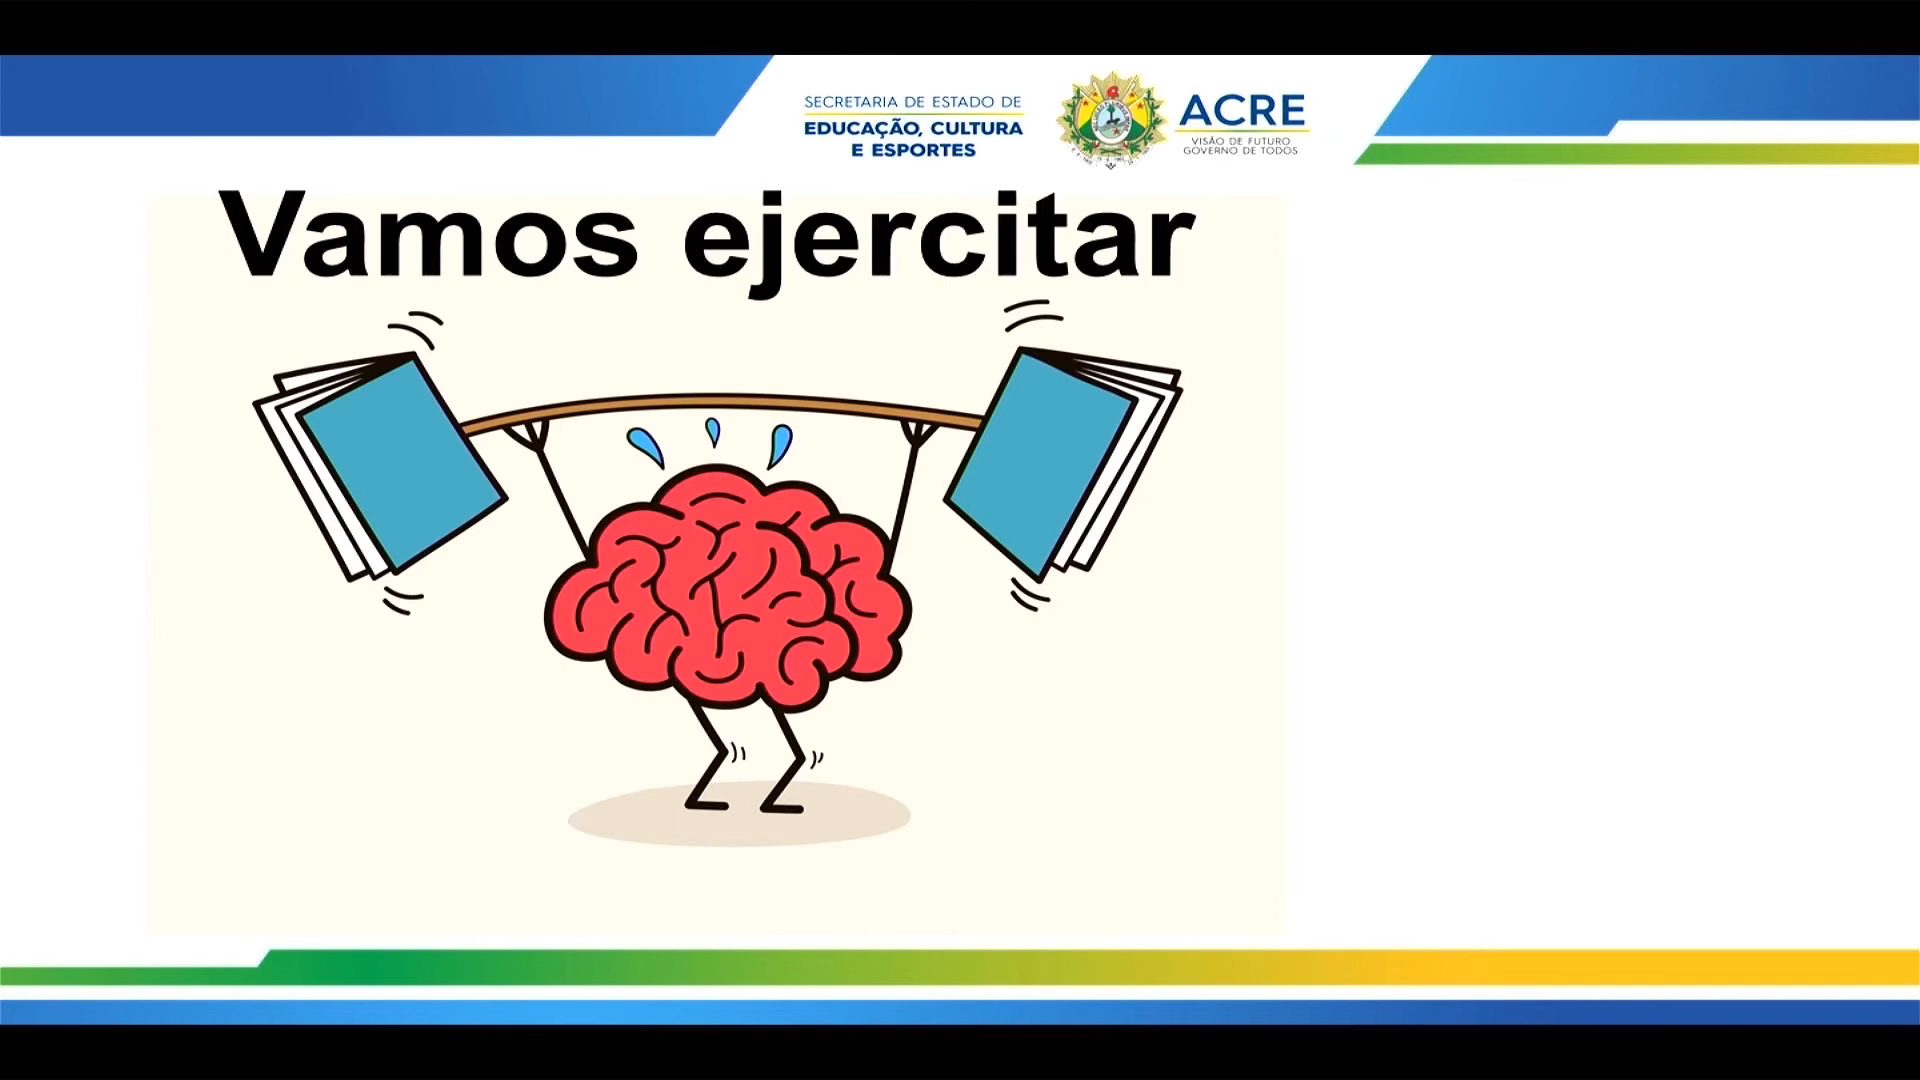 SECRETARIA DE ESTADO DE
EDUCAÇÃO, CULTURA
E ESPORTES
ACRE
VISÃO DE FUTURO
GOVERNO DE TODOS
Vamos ejercitar